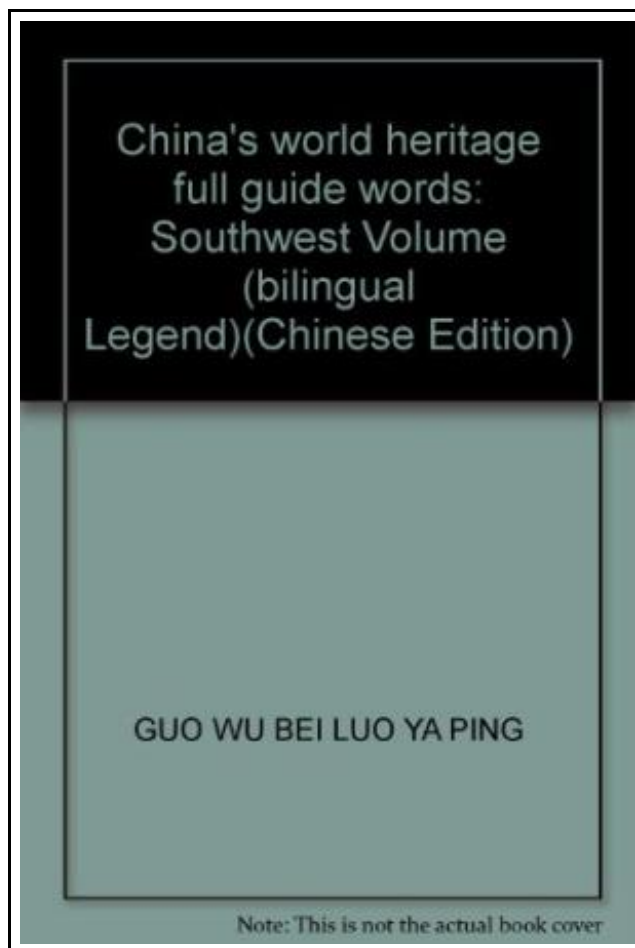 China's world heritage
full guide words:
Southwest Volume
(bilingual
Legend)(Chinese Edition)
GUO WU BEI LUO YA PING
Note: This is not the actual book cover